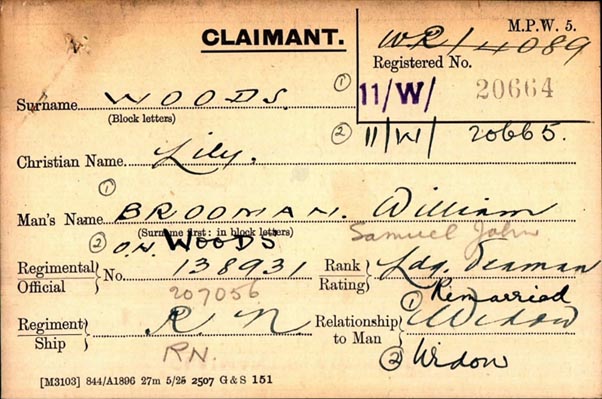 CLAIMANT.
M.P.W. 5.
WR/14089
Registered No.
① 11/W/ 20664
Surname WOODS.
(Block letters)
② 11/W/ 20665.
Christian Name Lily.
①
Man's Name BROOMAN. William
(Surname first: in block letters)
② O.N. WOODS Samuel John
Regimental Official } No. 138931 Rank Rating } Ldg. Seaman
207056
① Remarried
Regiment Ship } R N. Relationship to Man } Widow
RN.
② Widow
[M3103] 844/A1896 27m 5/25 2507 G & S 151